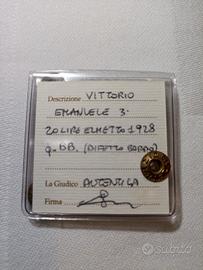 Descrizione VITTORIO
EMANUELE 3.
20 LIRE ELMETTO 1928
q. BB. (DIFETTO BORDO)
La Giudico AUTENTICA
Firma
subito